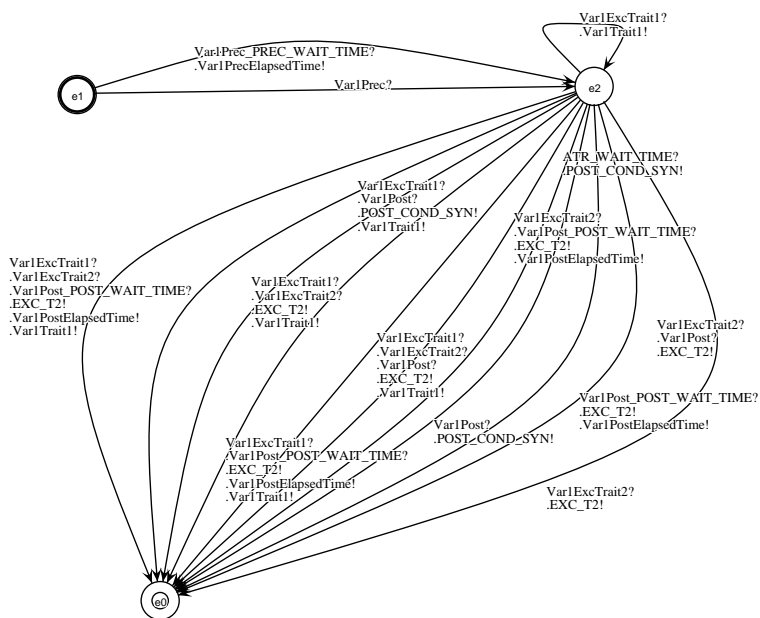 Var1ExcTrait1?
.Var1Trait1!
Var1Prec_PREC_WAIT_TIME?
.Var1PrecElapsedTime!
Var1Prec?
e1
e2
ATR_WAIT_TIME?
.POST_COND_SYN!
Var1ExcTrait1?
.Var1Post?
.POST_COND_SYN!
.Var1Trait1!
Var1ExcTrait2?
.Var1Post_POST_WAIT_TIME?
.EXC_T2!
.Var1PostElapsedTime!
Var1ExcTrait1?
.Var1ExcTrait2?
.Var1Post_POST_WAIT_TIME?
.EXC_T2!
.Var1PostElapsedTime!
.Var1Trait1!
Var1ExcTrait1?
.Var1ExcTrait2?
.EXC_T2!
.Var1Trait1!
Var1ExcTrait2?
.Var1Post?
.EXC_T2!
Var1ExcTrait1?
.Var1ExcTrait2?
.Var1Post?
.EXC_T2!
.Var1Trait1!
Var1Post_POST_WAIT_TIME?
.EXC_T2!
.Var1PostElapsedTime!
Var1Post?
.POST_COND_SYN!
Var1ExcTrait1?
.Var1Post_POST_WAIT_TIME?
.EXC_T2!
.Var1PostElapsedTime!
.Var1Trait1!
Var1ExcTrait2?
.EXC_T2!
e0